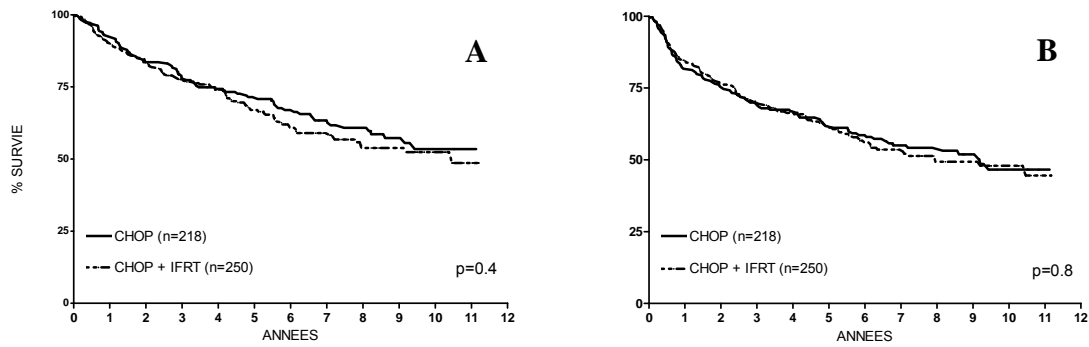 A
100
75
50
25
0
% SURVIE
CHOP (n=218)
CHOP + IFRT (n=250)
p=0.4
0 1 2 3 4 5 6 7 8 9 10 11 12
ANNEES
B
100
75
50
25
0
CHOP (n=218)
CHOP + IFRT (n=250)
p=0.8
0 1 2 3 4 5 6 7 8 9 10 11 12
ANNEES